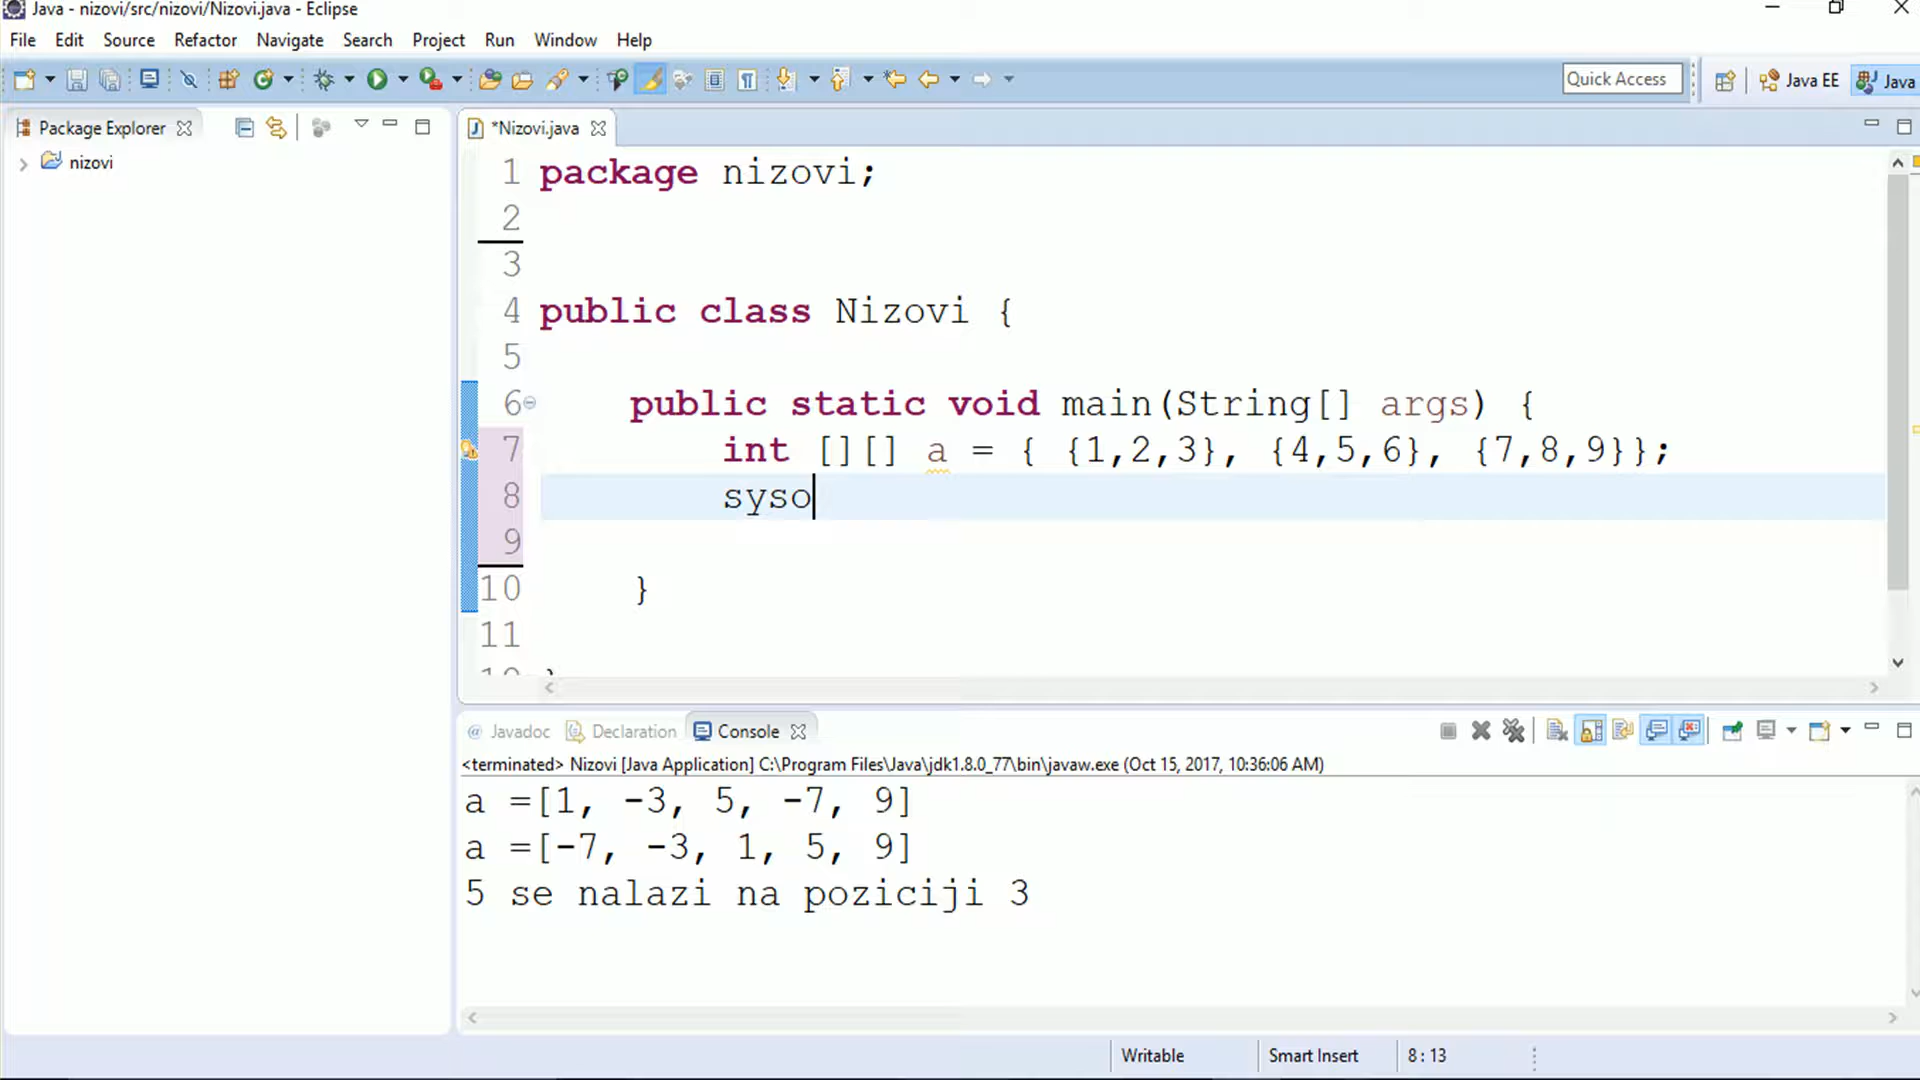 Java - nizovi/src/nizovi/Nizovi.java - Eclipse
File Edit Source Refactor Navigate Search Project Run Window Help
Quick Access Java EE Java
Package Explorer
nizovi
*Nizovi.java
1 package nizovi;
2
3
4 public class Nizovi {
5
6 public static void main(String[] args) {
7 int [][] a = { {1,2,3}, {4,5,6}, {7,8,9}};
8 syso
9
10 }
11
Javadoc Declaration Console
<terminated> Nizovi [Java Application] C:\Program Files\Java\jdk1.8.0_77\bin\javaw.exe (Oct 15, 2017, 10:36:06 AM)
a =[1, -3, 5, -7, 9]
a =[-7, -3, 1, 5, 9]
5 se nalazi na poziciji 3
Writable Smart Insert 8 : 13